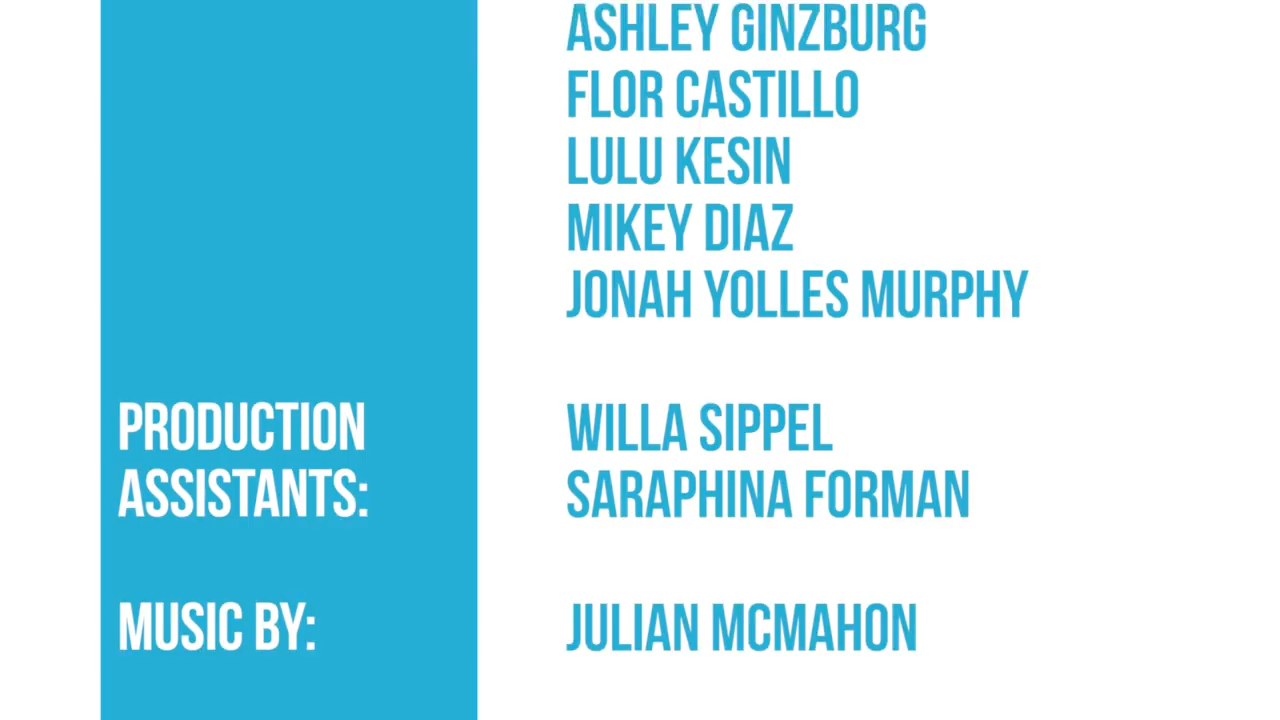 ASHLEY GINZBURG
FLOR CASTILLO
LULU KESIN
MIKEY DIAZ
JONAH YOLLES MURPHY
PRODUCTION
ASSISTANTS:
WILLA SIPPEL
SARAPHINA FORMAN
MUSIC BY:
JULIAN MCMAHON